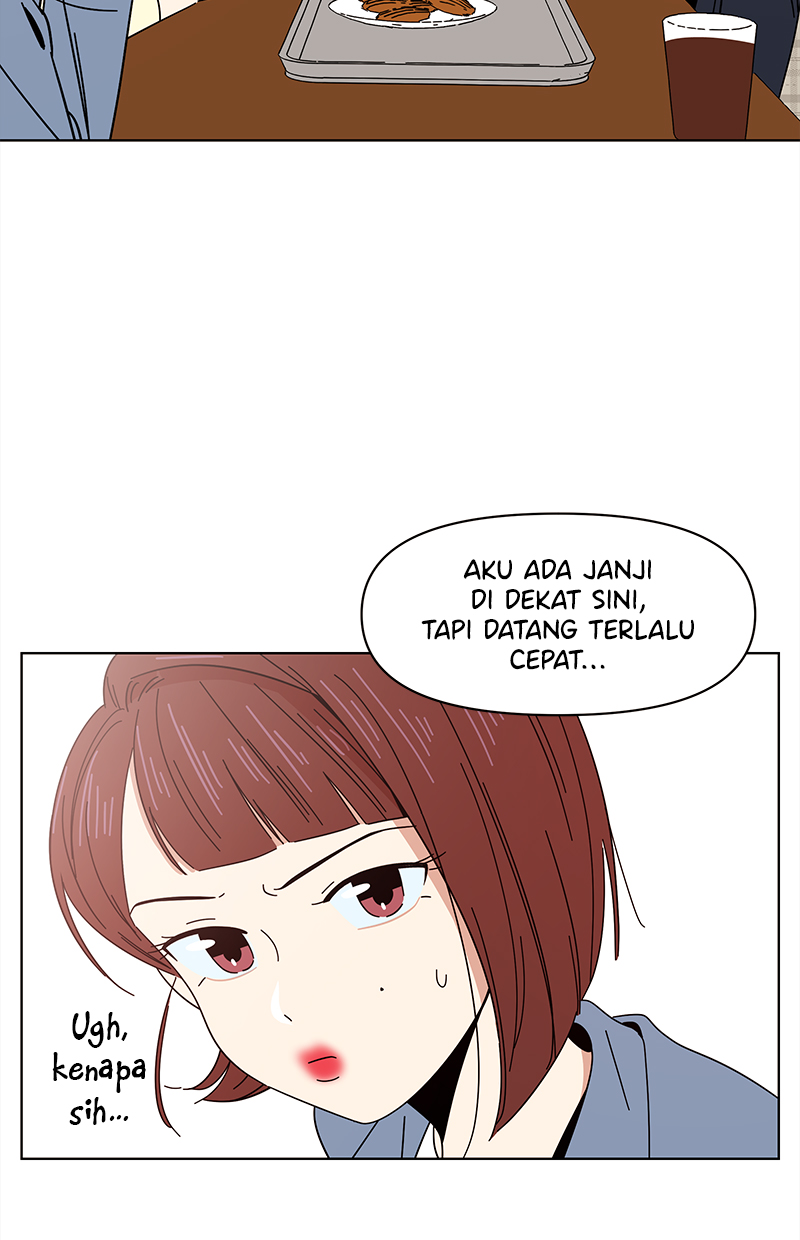 AKU ADA JANJI
DI DEKAT SINI,
TAPI DATANG TERLALU
CEPAT...
Ugh,
kenapa
sih...